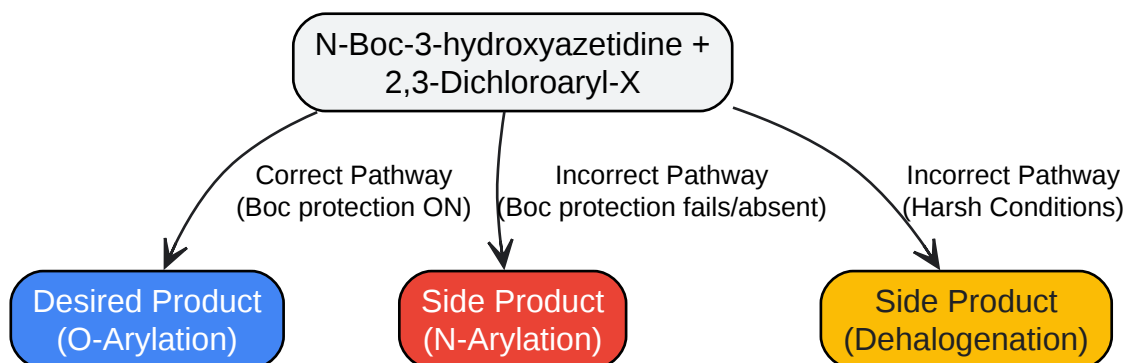 N-Boc-3-hydroxyazetidine +
2,3-Dichloroaryl-X
Correct Pathway
(Boc protection ON)
Incorrect Pathway
(Boc protection fails/absent)
Incorrect Pathway
(Harsh Conditions)
Desired Product
(O-Arylation)
Side Product
(N-Arylation)
Side Product
(Dehalogenation)